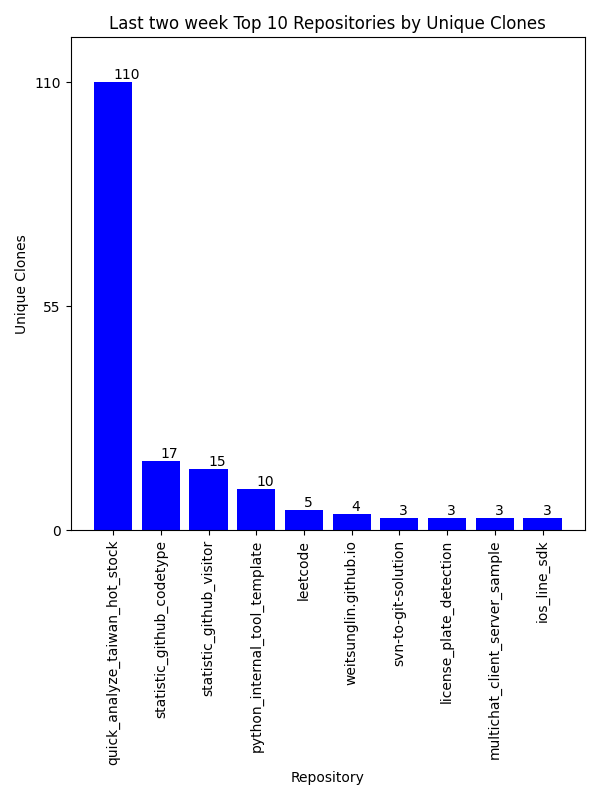 Last two week Top 10 Repositories by Unique Clones
Unique Clones
110
55
0
110
17
15
10
5
4
3
3
3
3
quick_analyze_taiwan_hot_stock
statistic_github_codetype
statistic_github_visitor
python_internal_tool_template
leetcode
weitsunglin.github.io
svn-to-git-solution
license_plate_detection
multichat_client_server_sample
ios_line_sdk
Repository